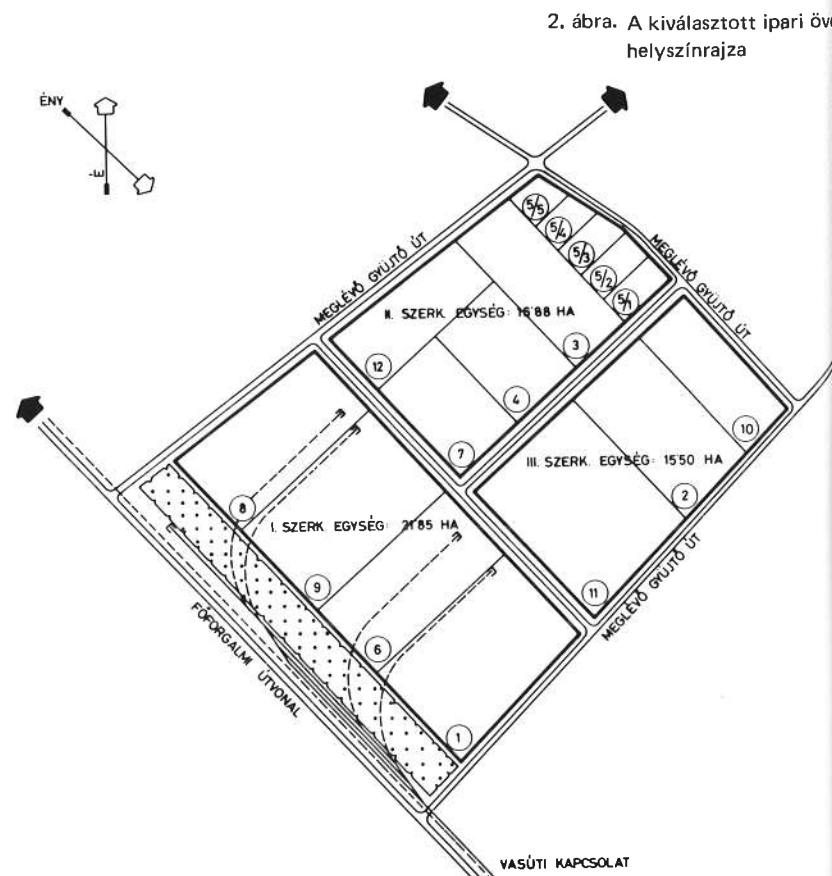 2. ábra. A kiválasztott ipari
helyszínrajza
ÉNY
É-
MEGLÉVŐ GYŰJTŐ ÚT
MEGLÉVŐ GYŰJTŐ ÚT
5/5
5/4
5/3
5/2
5/1
II. SZERK. EGYSÉG: 16'88 HA
12
3
4
7
10
III. SZERK. EGYSÉG: 15'50 HA
2
11
MEGLÉVŐ GYŰJTŐ ÚT
8
I. SZERK. EGYSÉG: 21'85 HA
9
6
1
FŐFORGALMI
ÚTVONAL
VASÚTI KAPCSOLAT